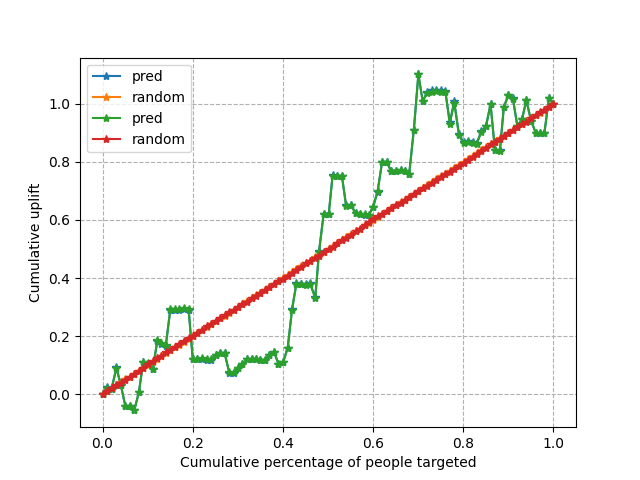 pred
random
pred
random
1.0
0.8
0.6
0.4
0.2
0.0
Cumulative uplift
0.0 0.2 0.4 0.6 0.8 1.0
Cumulative percentage of people targeted